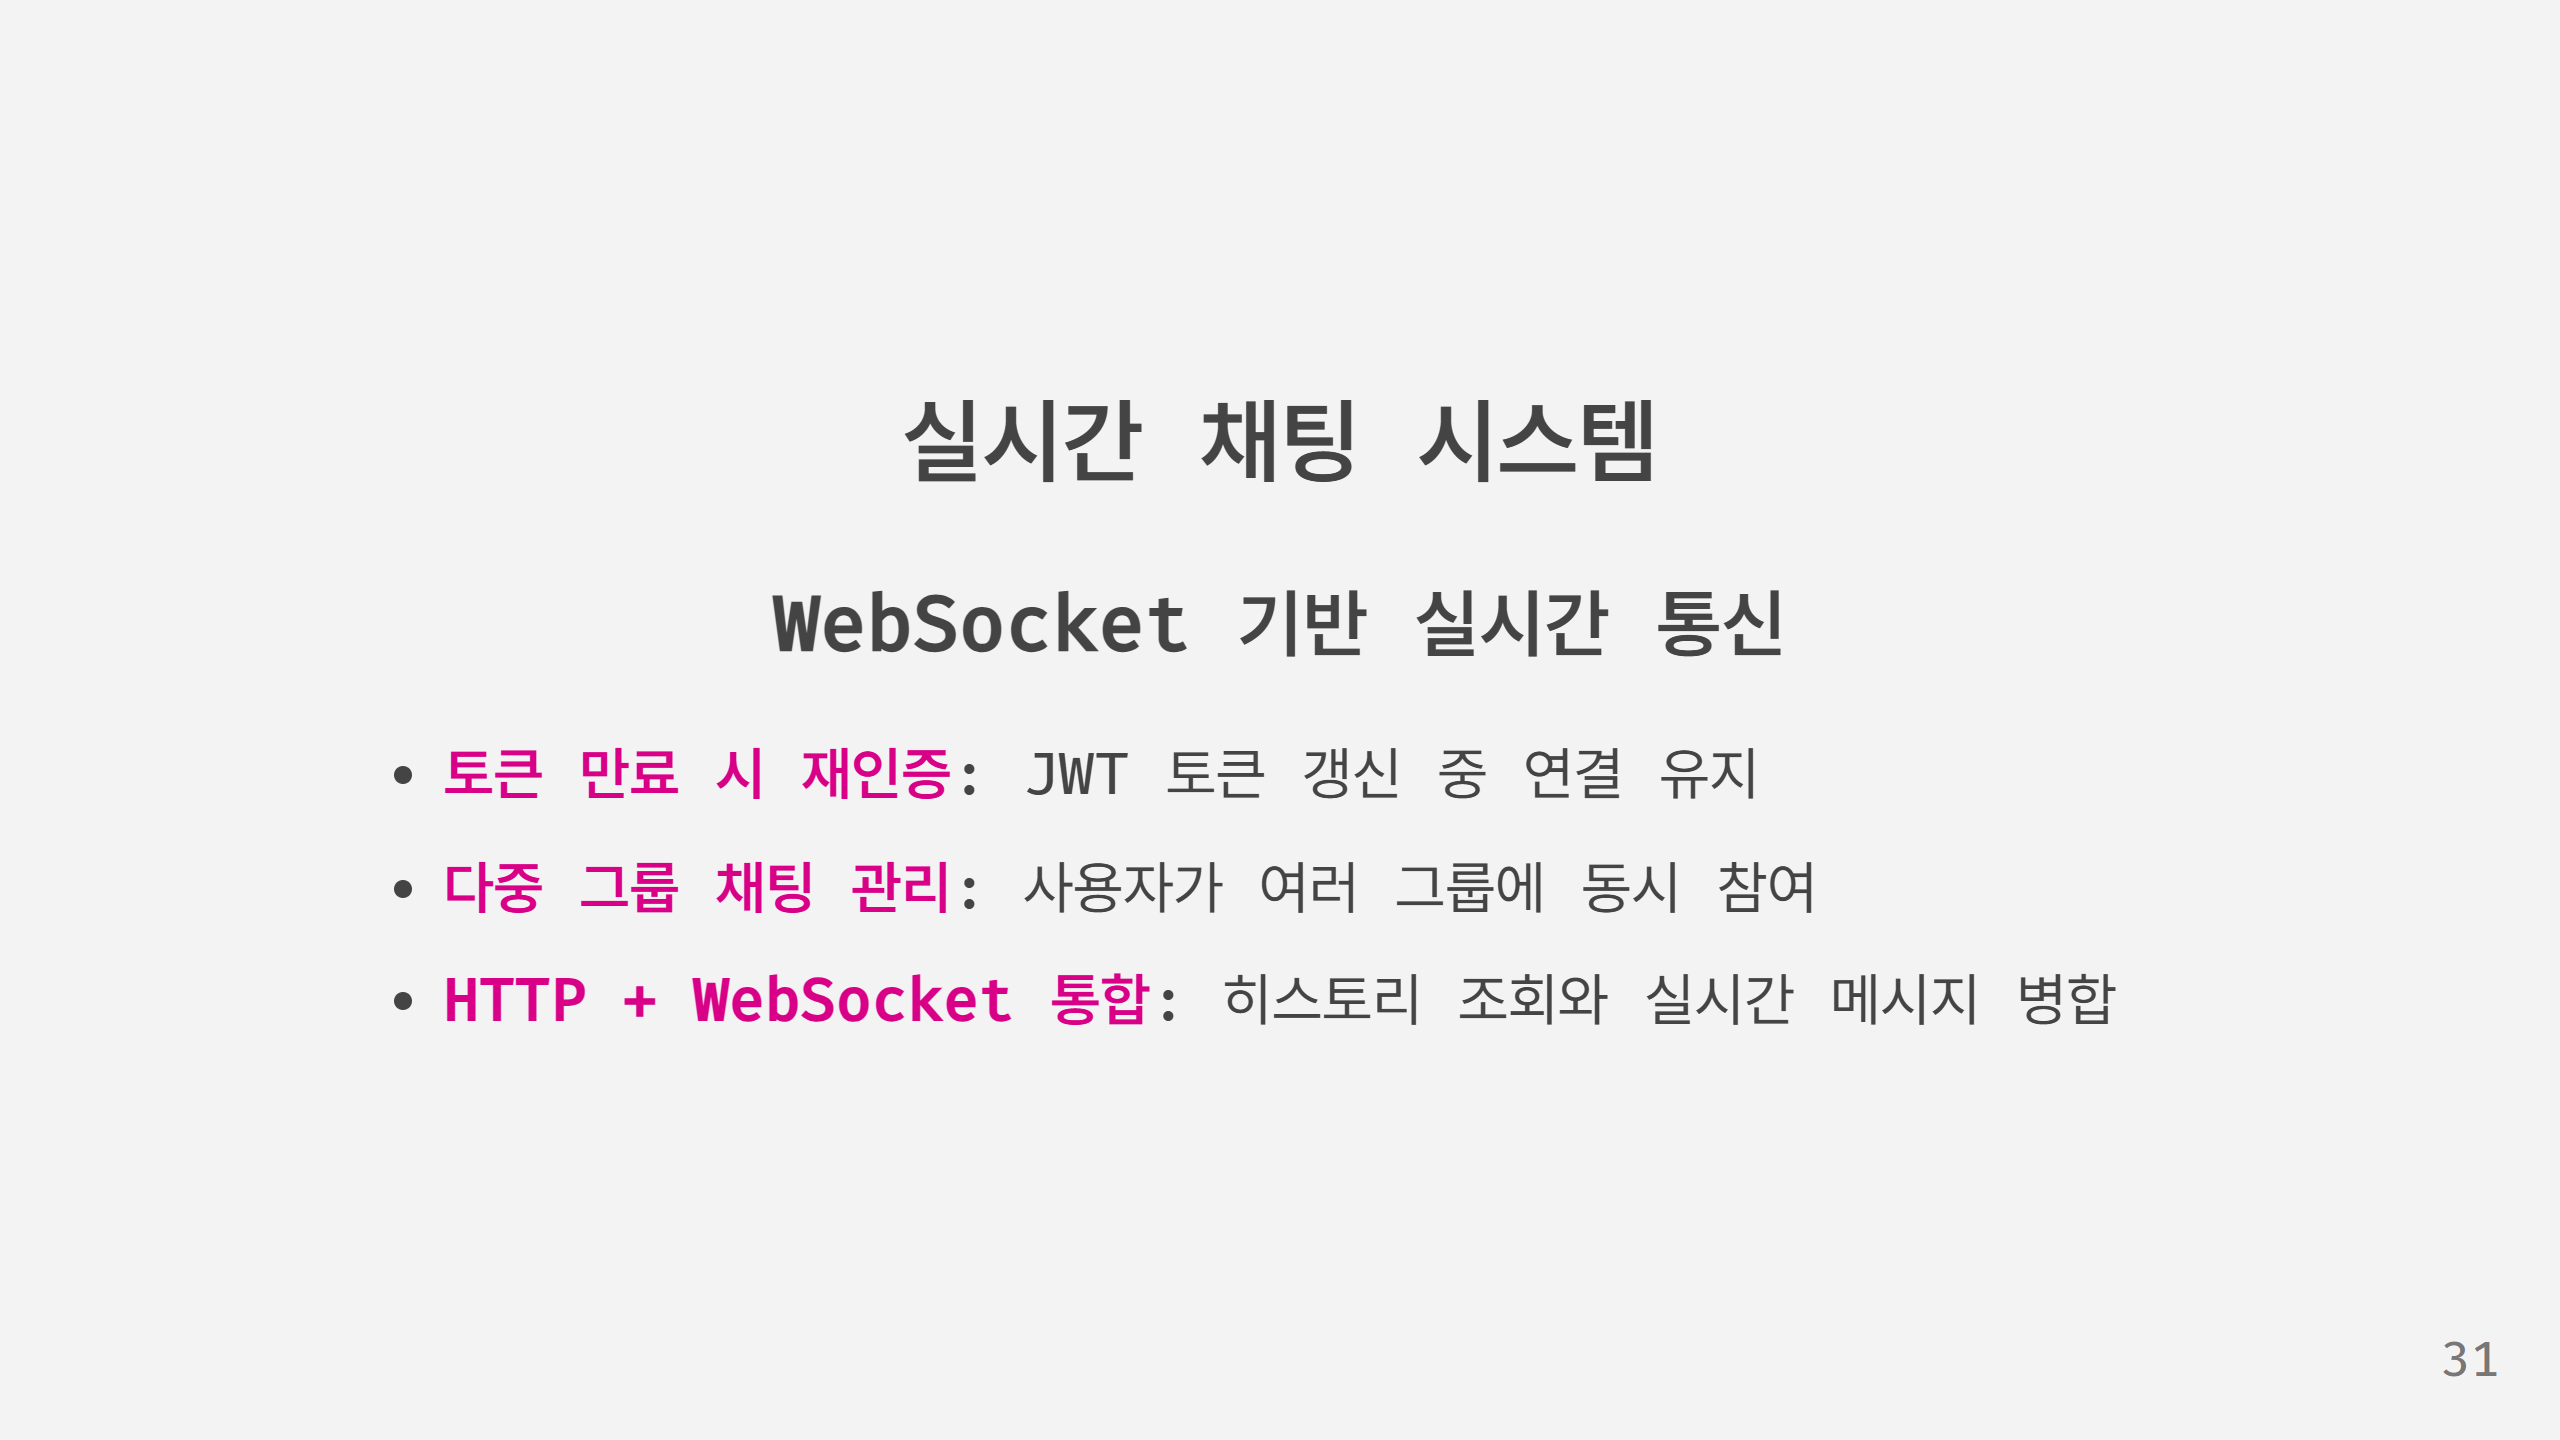 실시간 채팅 시스템
WebSocket 기반 실시간 통신
• 토큰 만료 시 재인증: JWT 토큰 갱신 중 연결 유지
• 다중 그룹 채팅 관리: 사용자가 여러 그룹에 동시 참여
• HTTP + WebSocket 통합: 히스토리 조회와 실시간 메시지 병합
31